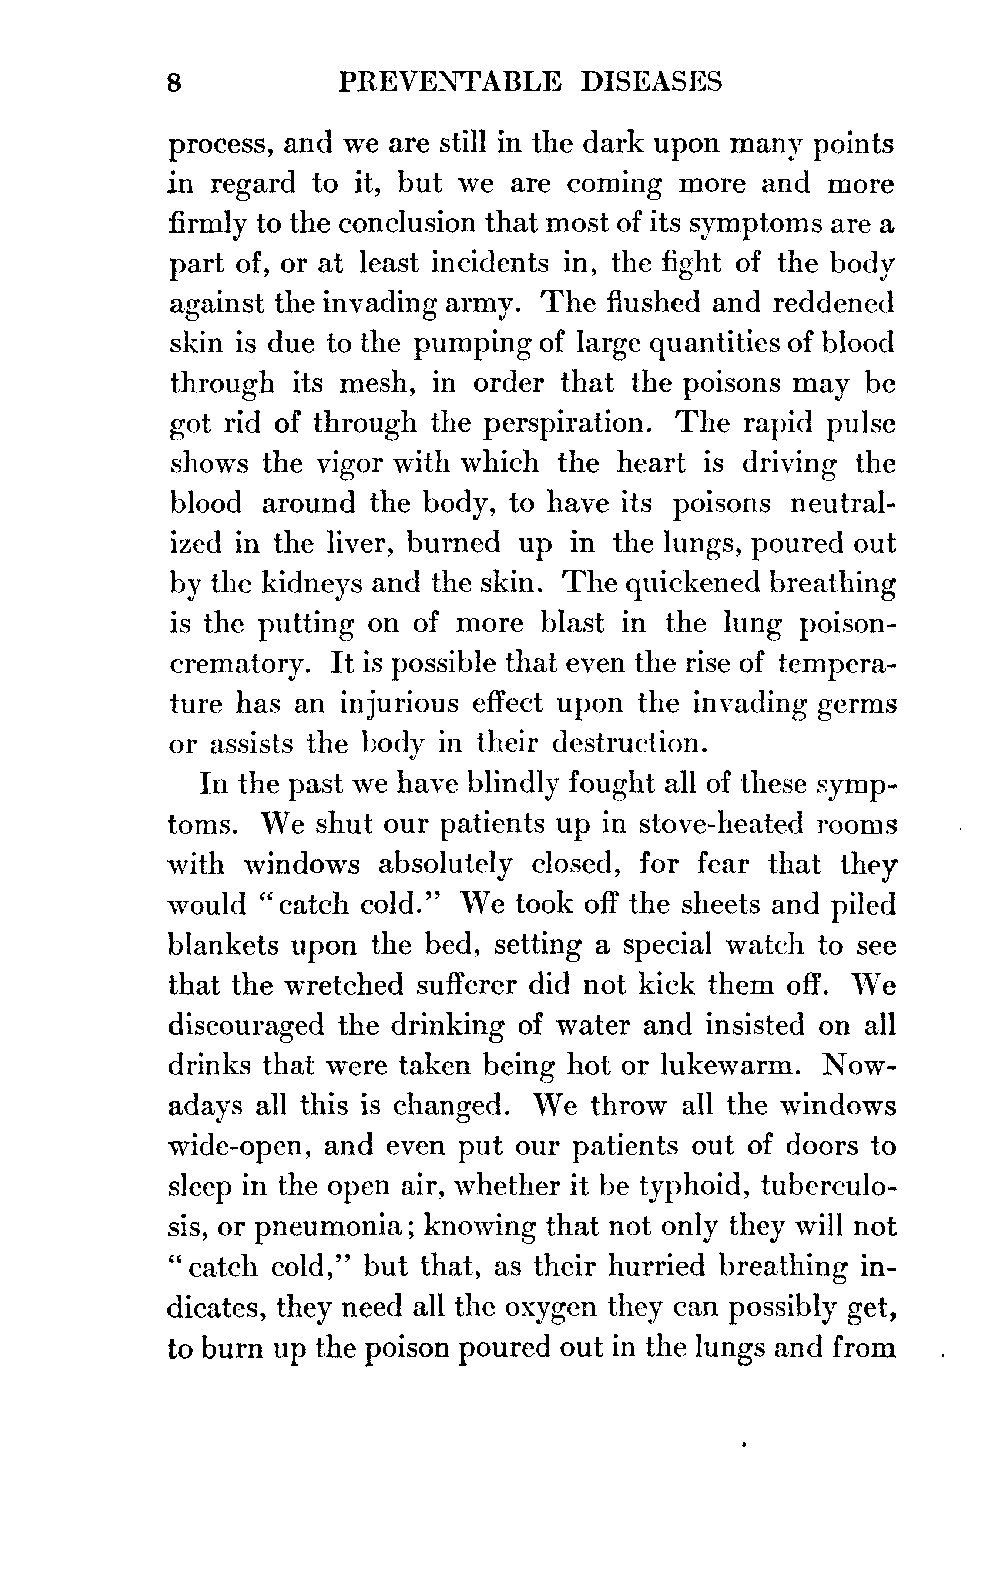 8 PREVENTABLE DISEASES
process, and we are still in the dark upon many points
in regard to it, but we are coming more and more
firmly to the conclusion that most of its symptoms are a
part of, or at least incidents in, the fight of the body
against the invading army. The flushed and reddened
skin is due to the pumping of large quantities of blood
through its mesh, in order that the poisons may be
got rid of through the perspiration. The rapid pulse
shows the vigor with which the heart is driving the
blood around the body, to have its poisons neutral-
ized in the liver, burned up in the lungs, poured out
by the kidneys and the skin. The quickened breathing
is the putting on of more blast in the lung poison-
crematory. It is possible that even the rise of tempera-
ture has an injurious effect upon the invading germs
or assists the body in their destruction.
In the past we have blindly fought all of these symp-
toms. We shut our patients up in stove-heated rooms
with windows absolutely closed, for fear that they
would "catch cold." We took off the sheets and piled
blankets upon the bed, setting a special watch to see
that the wretched sufferer did not kick them off. We
discouraged the drinking of water and insisted on all
drinks that were taken being hot or lukewarm. Now-
adays all this is changed. We throw all the windows
wide-open, and even put our patients out of doors to
sleep in the open air, whether it be typhoid, tuberculo-
sis, or pneumonia; knowing that not only they will not
"catch cold," but that, as their hurried breathing in-
dicates, they need all the oxygen they can possibly get,
to burn up the poison poured out in the lungs and from